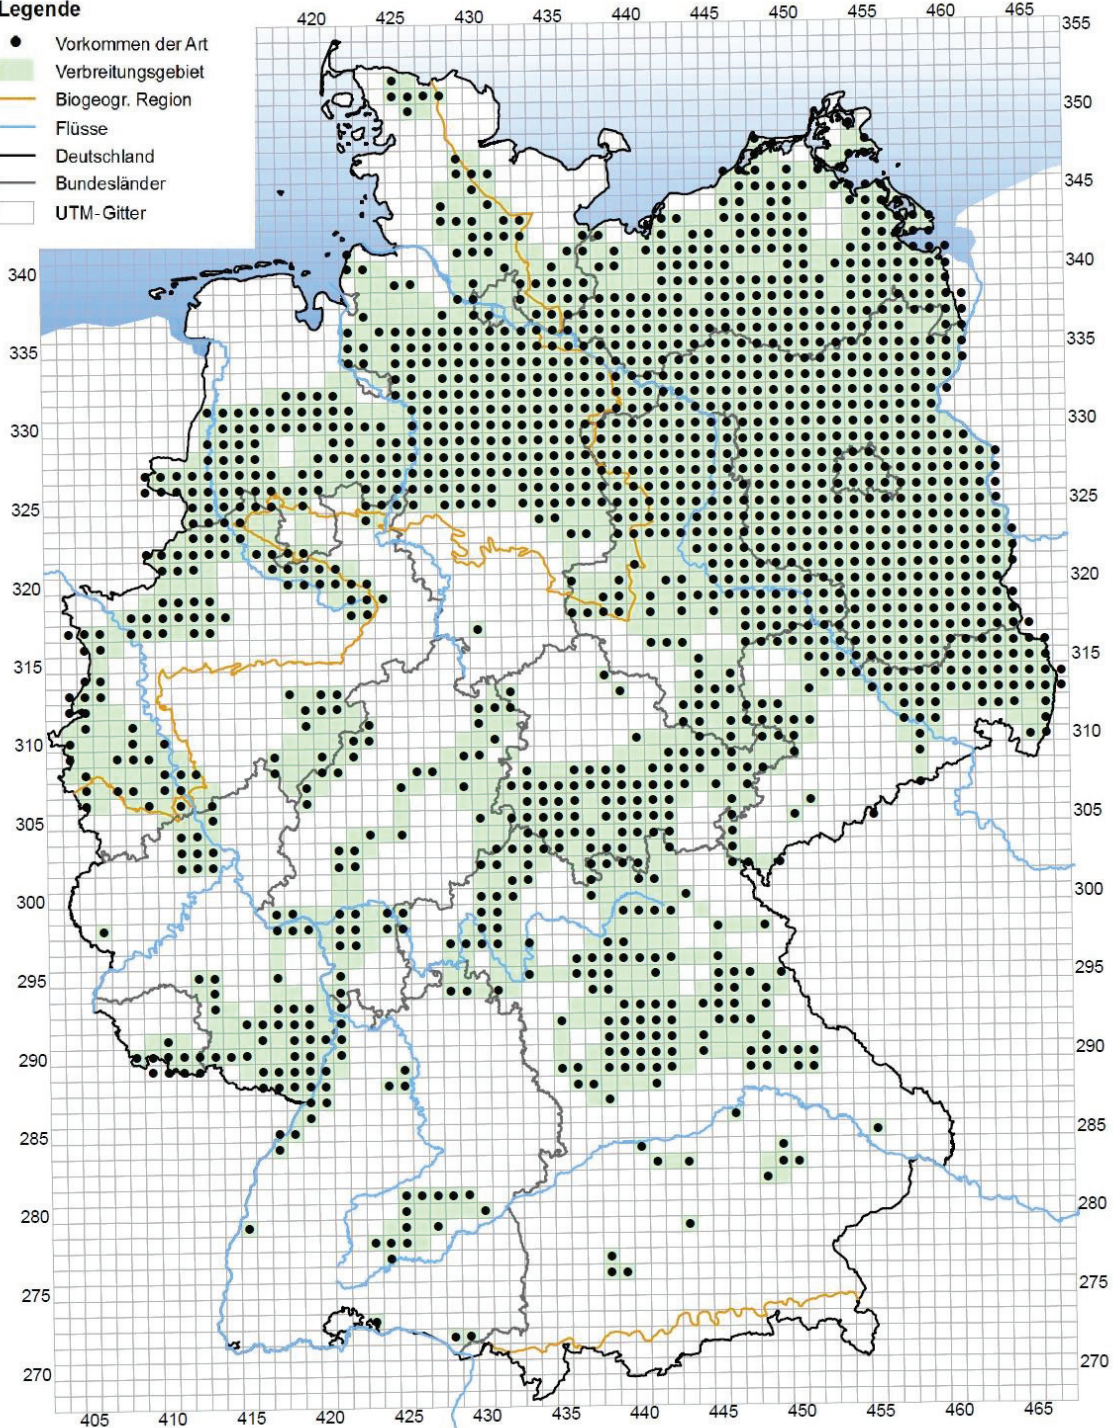 Legende
Vorkommen der Art
Verbreitungsgebiet
Biogeogr. Region
Flüsse
Deutschland
Bundesländer
UTM-Gitter
420 425 430 435 440 445 450 455 460 465
355
350
345
340 340
335 335
330 330
325 325
320 320
315 315
310 310
305 305
300 300
295 295
290 290
285 285
280 280
275 275
270 270
405 410 415 420 425 430 435 440 445 450 455 460 465